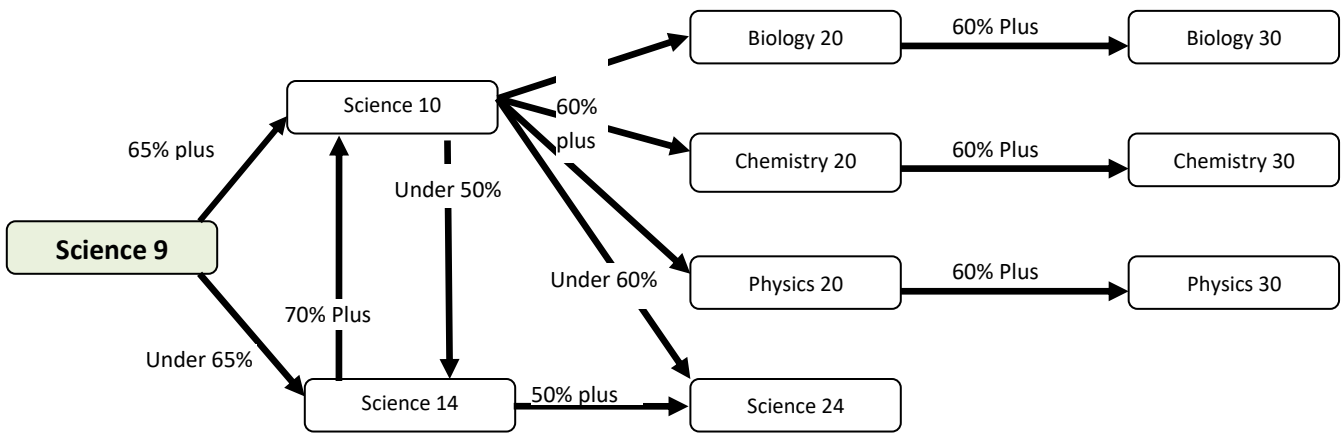 Biology 20
60% Plus
Biology 30
Science 10
60%
plus
65% plus
Chemistry 20
60% Plus
Chemistry 30
Under 50%
Science 9
Under 60%
Physics 20
60% Plus
Physics 30
70% Plus
Under 65%
Science 14
50% plus
Science 24